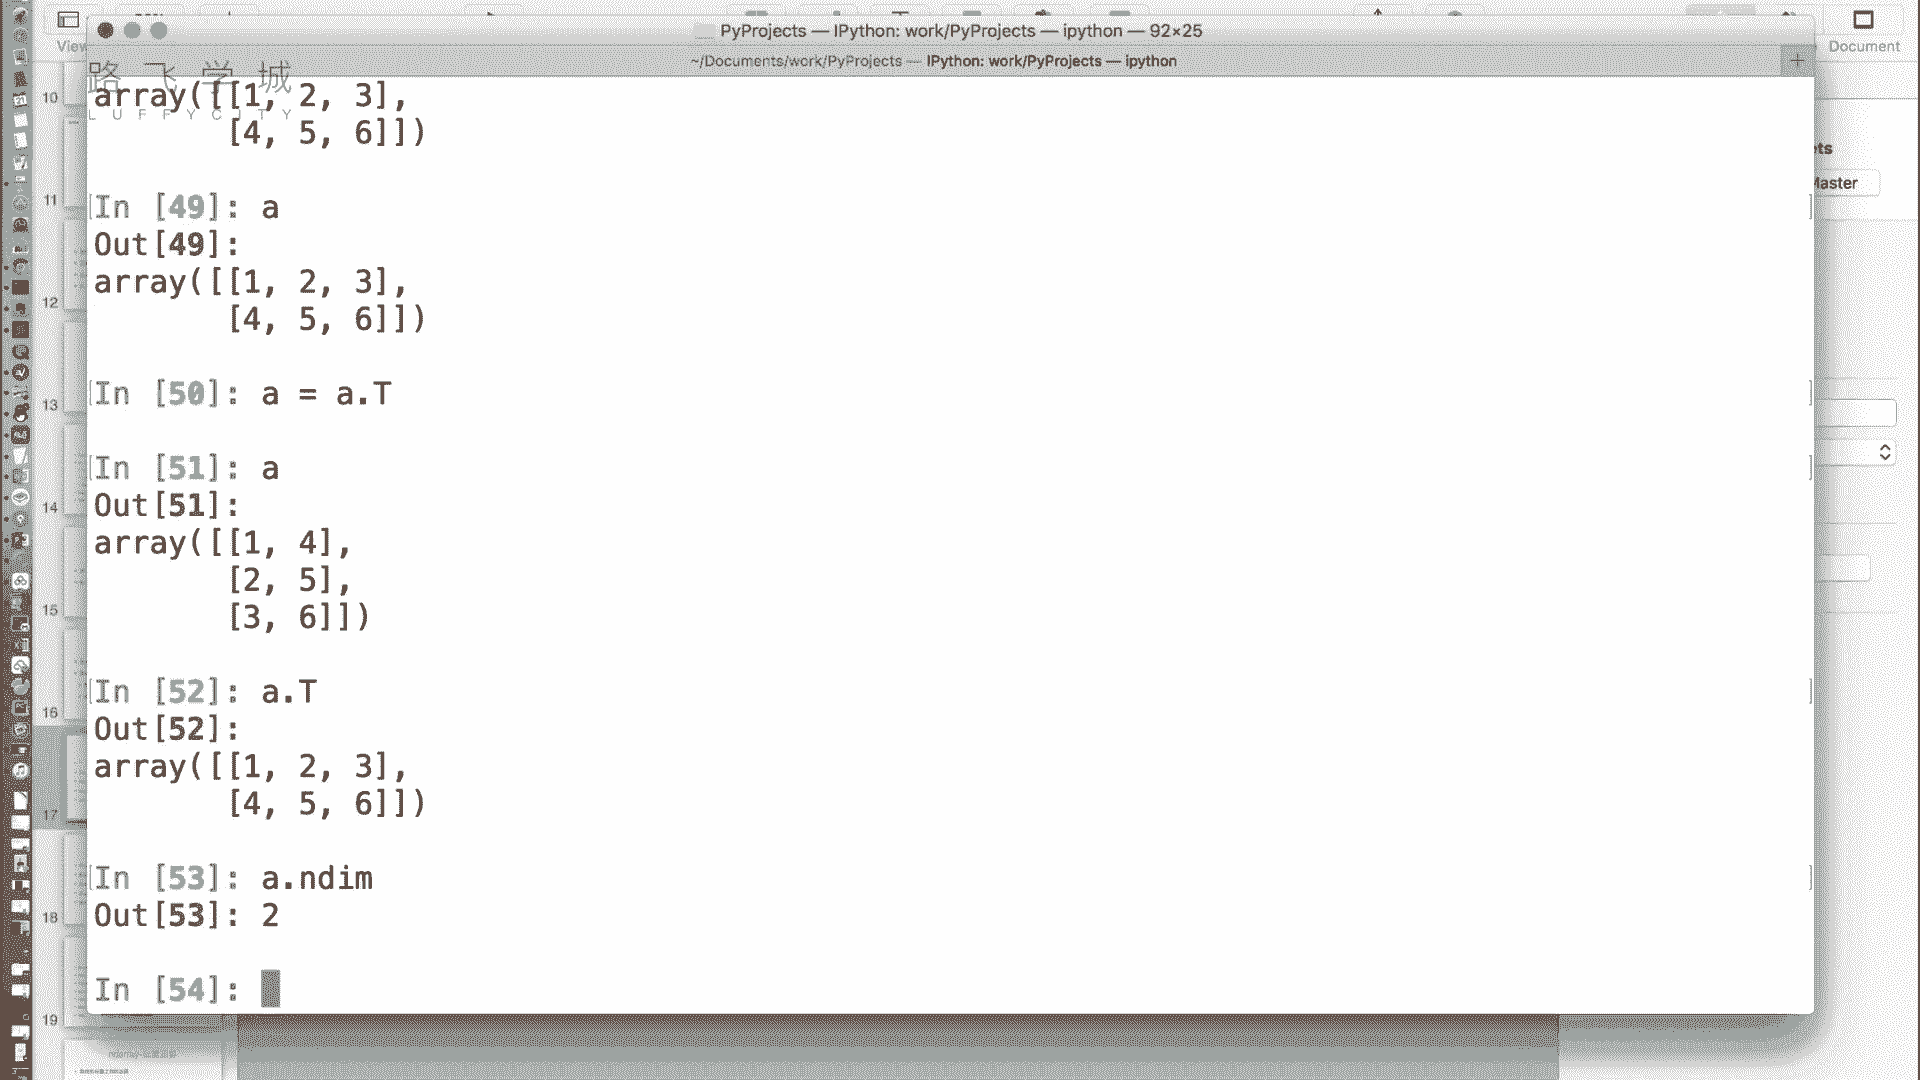 PyProjects — IPython: work/PyProjects — ipython — 92×25
View
Document
~/Documents/work/PyProjects — IPython: work/PyProjects — ipython
路飞学城
LUFFYCITY
array([[1, 2, 3],
[4, 5, 6]])
In [49]: a
Out[49]:
array([[1, 2, 3],
[4, 5, 6]])
In [50]: a = a.T
In [51]: a
Out[51]:
array([[1, 4],
[2, 5],
[3, 6]])
In [52]: a.T
Out[52]:
array([[1, 2, 3],
[4, 5, 6]])
In [53]: a.ndim
Out[53]: 2
In [54]:
10
11
12
13
14
15
16
17
18
19
ets
Master